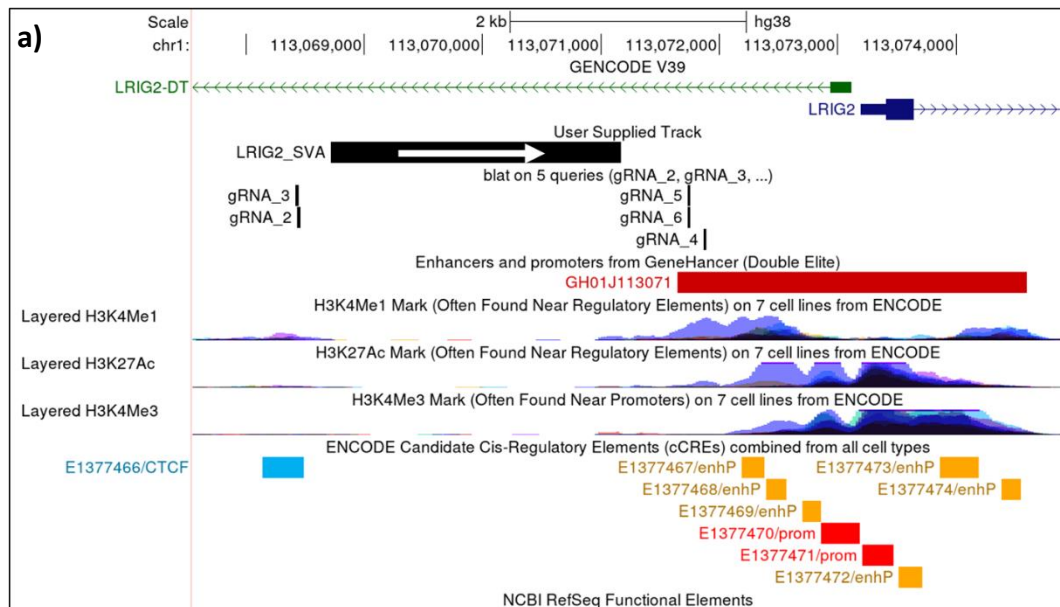 a)
Scale 2 kb hg38
chr1: 113,069,000 113,070,000 113,071,000 113,072,000 113,073,000 113,074,000
GENCODE V39
LRIG2-DT
LRIG2
User Supplied Track
LRIG2_SVA
blat on 5 queries (gRNA_2, gRNA_3, ...)
gRNA_3 gRNA_5
gRNA_2 gRNA_6
gRNA_4
Enhancers and promoters from GeneHancer (Double Elite)
GH01J113071
H3K4Me1 Mark (Often Found Near Regulatory Elements) on 7 cell lines from ENCODE
Layered H3K4Me1
H3K27Ac Mark (Often Found Near Regulatory Elements) on 7 cell lines from ENCODE
Layered H3K27Ac
H3K4Me3 Mark (Often Found Near Promoters) on 7 cell lines from ENCODE
Layered H3K4Me3
ENCODE Candidate Cis-Regulatory Elements (cCREs) combined from all cell types
E1377466/CTCF E1377467/enhP E1377473/enhP
E1377468/enhP E1377474/enhP
E1377469/enhP
E1377470/prom
E1377471/prom
E1377472/enhP
NCBI RefSeq Functional Elements